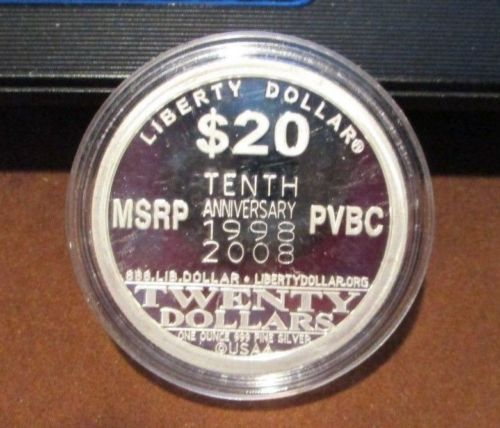 LIBERTY DOLLAR®
$20
TENTH
MSRP ANNIVERSARY PVBC
1998
2008
888.LIB.DOLLAR • LIBERTYDOLLAR.ORG
TWENTY
DOLLARS
ONE OUNCE 999 FINE SILVER
©USA